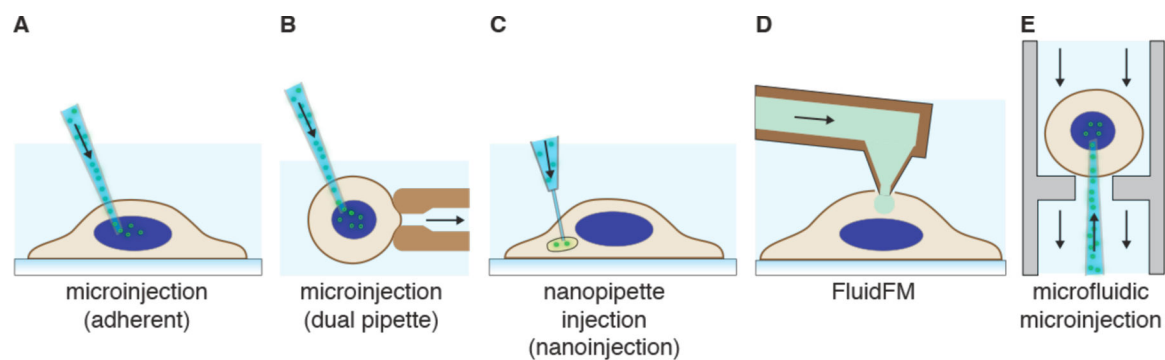 A
B
C
D
E
microinjection
(adherent)
microinjection
(dual pipette)
nanopipette
injection
(nanoinjection)
FluidFM
microfluidic
microinjection